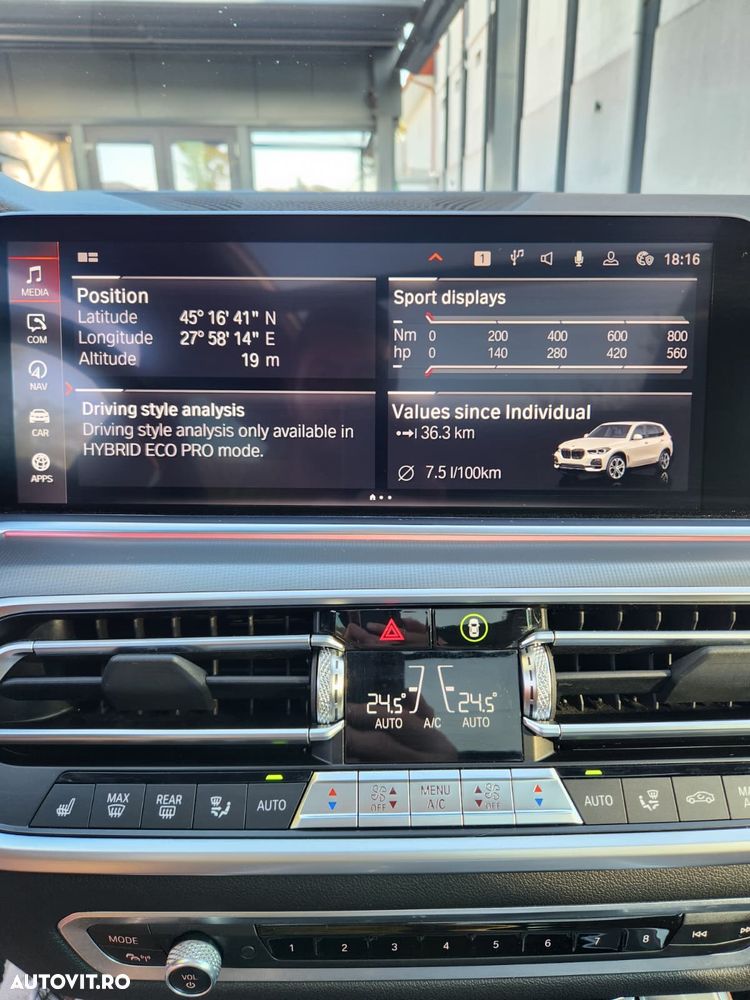 1 18:16
MEDIA
COM
NAV
CAR
APPS
Position
Latitude 45° 16' 41" N
Longitude 27° 58' 14" E
Altitude 19 m
Sport displays
Nm 0 200 400 600 800
hp 0 140 280 420 560
Driving style analysis
Driving style analysis only available in
HYBRID ECO PRO mode.
Values since Individual
36.3 km
7.5 l/100km
24.5° 24.5°
AUTO A/C AUTO
MAX REAR AUTO OFF MENU A/C OFF AUTO
MODE
VOL
1 2 3 4 5 6 7 8
AUTOVIT.RO